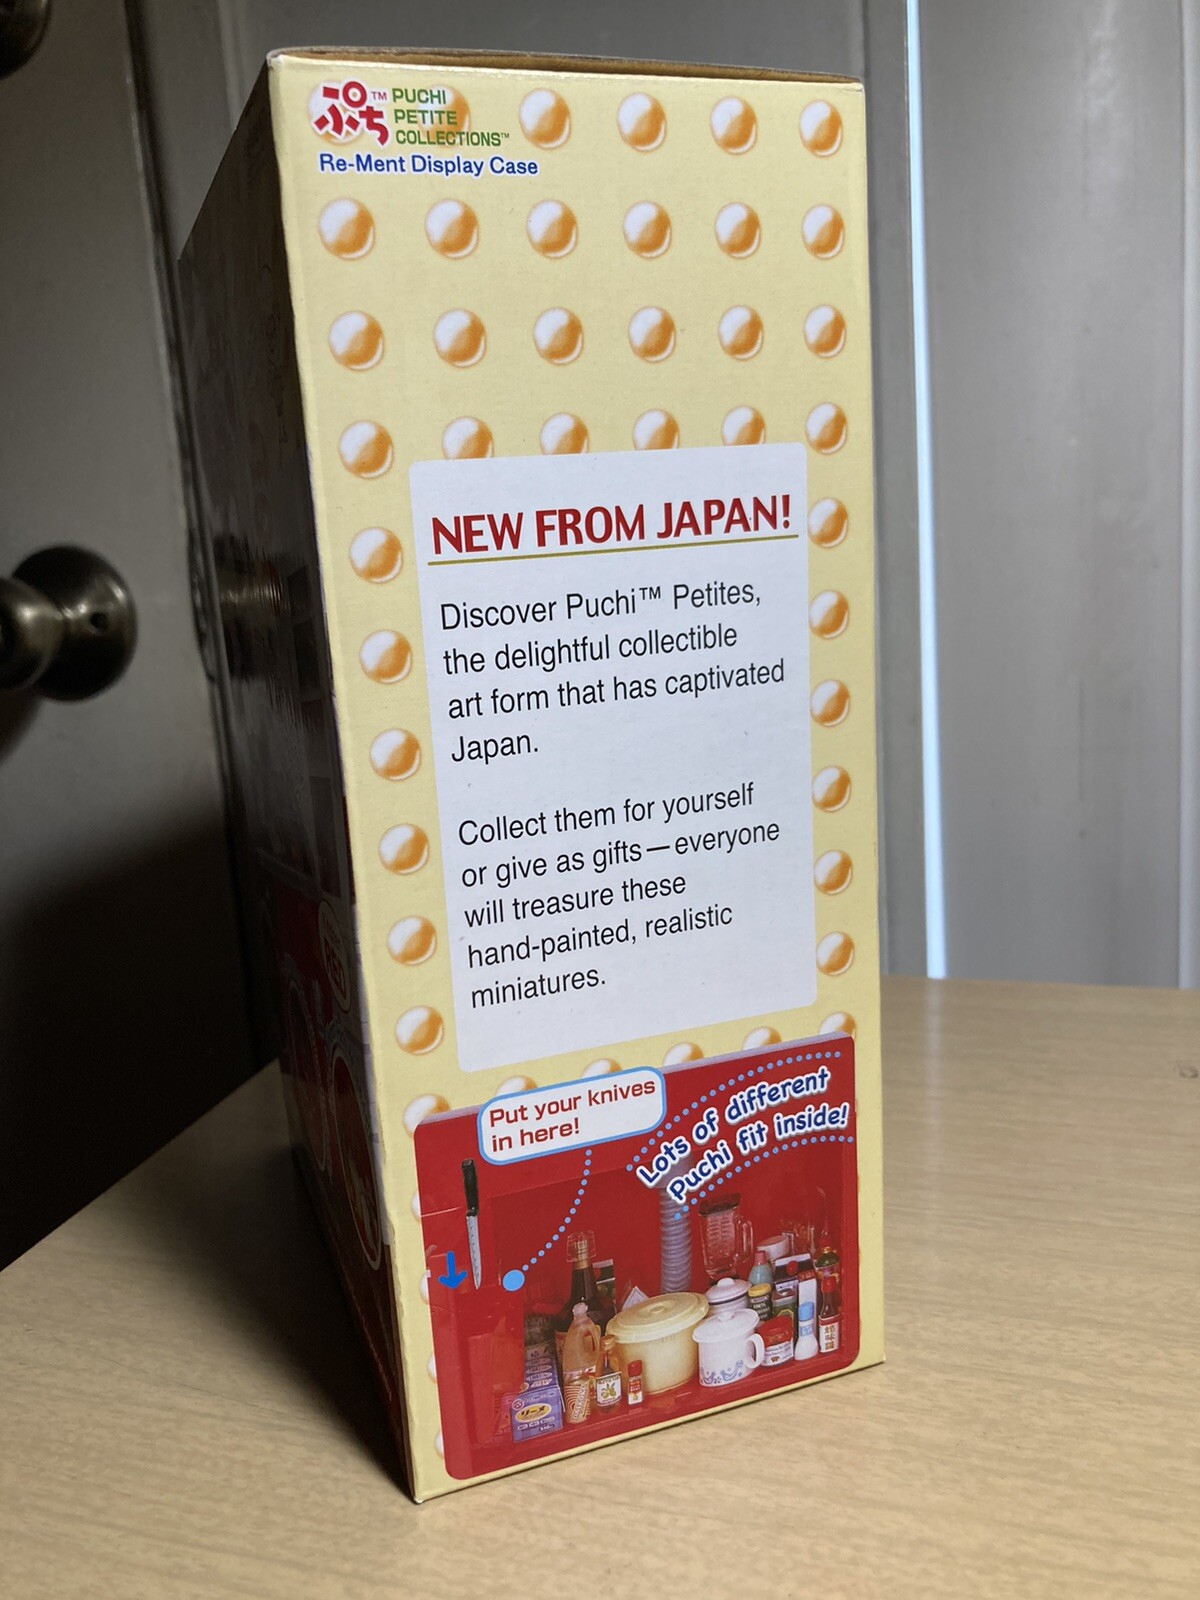 ぷち™ PUCHI
PETITE
COLLECTIONS™
Re-Ment Display Case
NEW FROM JAPAN!
Discover Puchi™ Petites,
the delightful collectible
art form that has captivated
Japan.
Collect them for yourself
or give as gifts—everyone
will treasure these
hand-painted, realistic
miniatures.
Put your knives
in here!
Lots of different
Puchi fit inside!